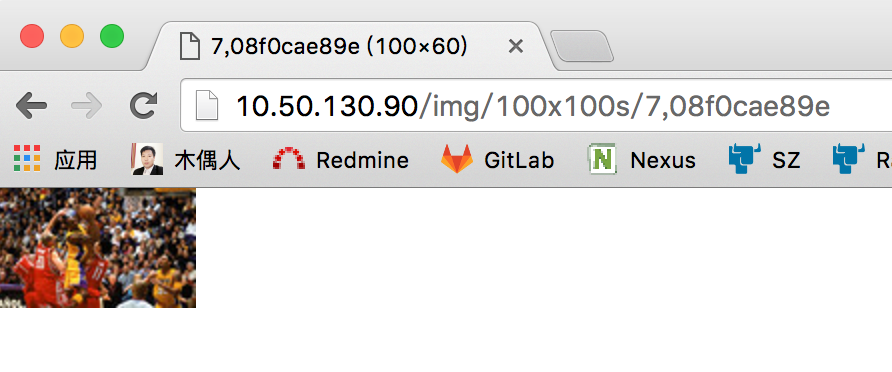 7,08f0cae89e (100×60)
10.50.130.90/img/100x100s/7,08f0cae89e
应用 木偶人 Redmine GitLab N Nexus SZ Ra